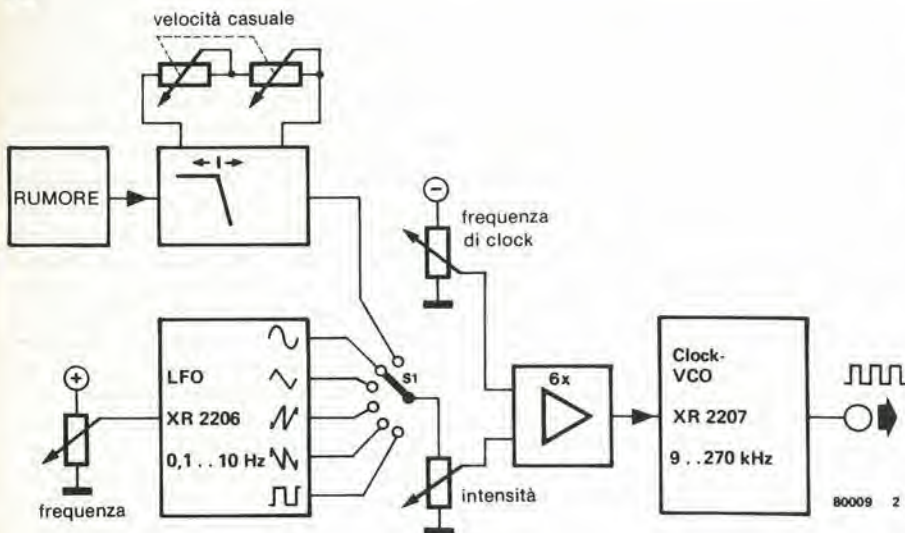 velocità casuale
RUMORE
frequenza
di clock
LFO
XR 2206
0,1 . . 10 Hz
S1
frequenza
intensità
6x
Clock-
VCO
XR 2207
9 . . 270 kHz
80009 2